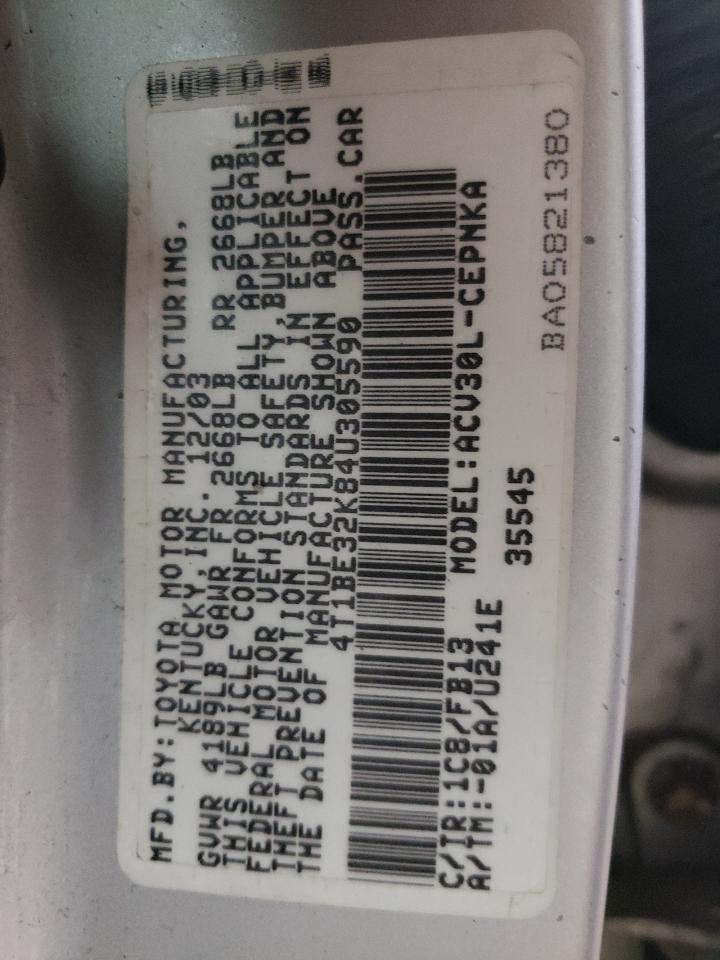 MFD.BY:TOYOTA MOTOR MANUFACTURING,
KENTUCKY,INC. 12/03
GVWR 4189LB GAWR FR 2668LB RR 2668LB
THIS VEHICLE CONFORMS TO ALL APPLICABLE
FEDERAL MOTOR VEHICLE SAFETY,BUMPER AND
THEFT PREVENTION STANDARDS IN EFFECT ON
THE DATE OF MANUFACTURE SHOWN ABOVE
4T1BE32K84U305590 PASS.CAR
C/TR:1C8/FB13 MODEL:ACV30L-CEPNKA
A/TM:-01A/U241E 35545
BA05821380